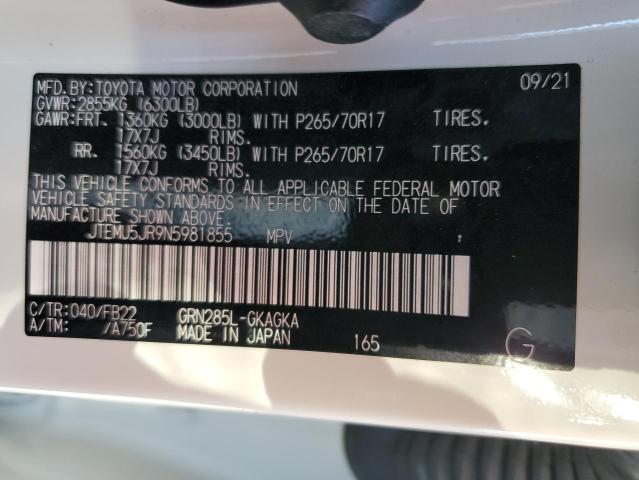 MFD.BY:TOYOTA MOTOR CORPORATION 09/21
GVWR:2855KG (6300LB)
GAWR:FRT. 1360KG (3000LB) WITH P265/70R17 TIRES.
17X7J RIMS.
RR. 1560KG (3450LB) WITH P265/70R17 TIRES.
17X7J RIMS.
THIS VEHICLE CONFORMS TO ALL APPLICABLE FEDERAL MOTOR
VEHICLE SAFETY STANDARDS IN EFFECT ON THE DATE OF
MANUFACTURE SHOWN ABOVE.
JTEMU5JR9N5981855 MPV
C/TR:040/FB22 GRN285L-GKAGKA
A/TM: /A750F MADE IN JAPAN 165 G